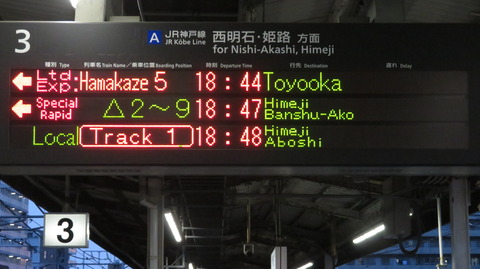 3
A JR神戸線 西明石・姫路 方面
JR Kōbe Line for Nishi-Akashi, Himeji
種別 Type 列車名 Train Name／乗車位置 Boarding Position 時刻 Departure Time 行先 Destination 遅れ Delay
← Ltd. Exp. Hamakaze 5 18:44 Toyooka
← Special Rapid △2～9 18:47 Himeji Banshu-Ako
Local Track 1 18:48 Himeji Aboshi
3